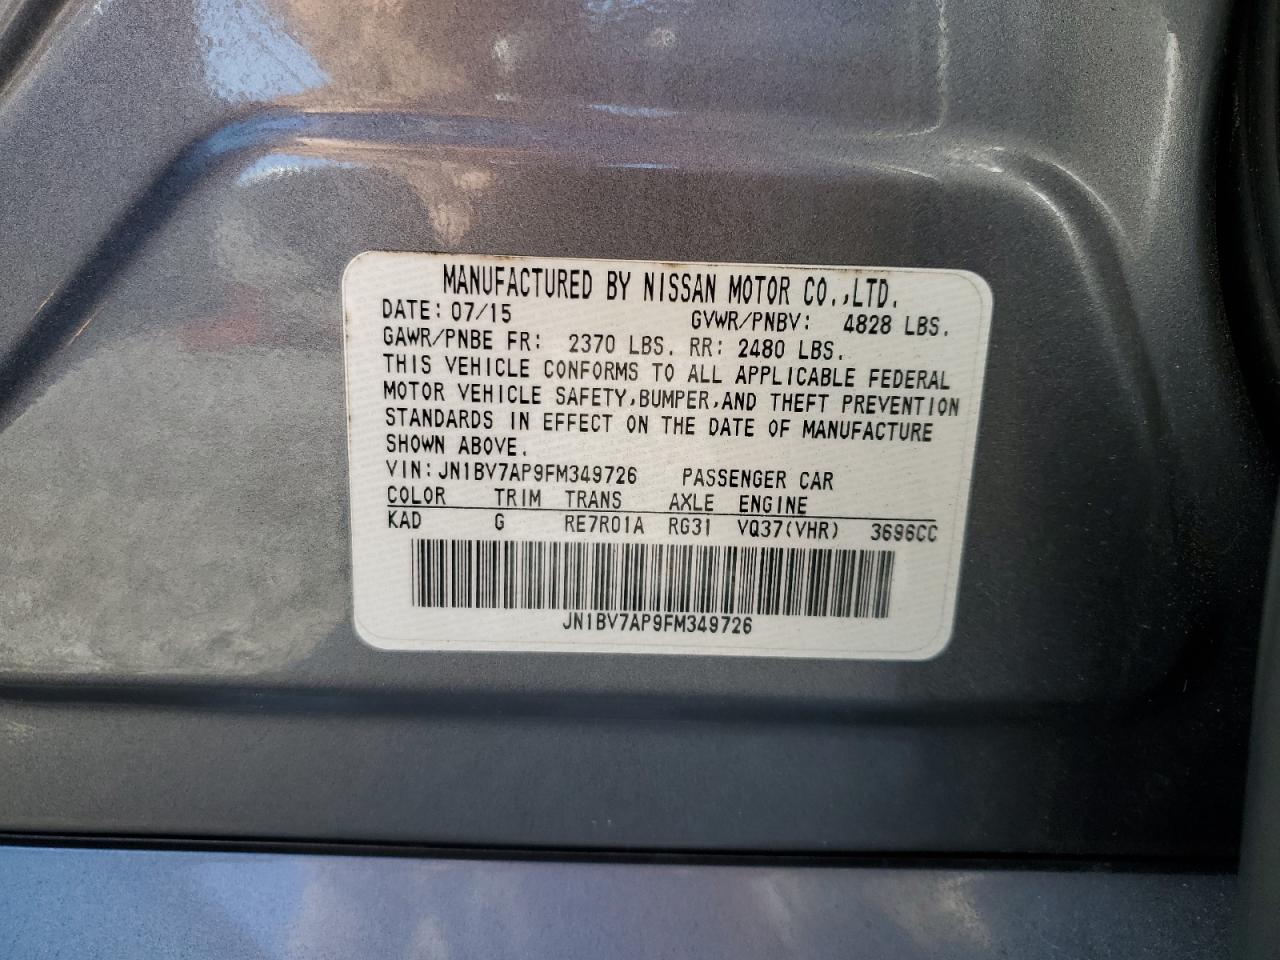 MANUFACTURED BY NISSAN MOTOR CO.,LTD.
DATE: 07/15 GVWR/PNBV: 4828 LBS.
GAWR/PNBE FR: 2370 LBS. RR: 2480 LBS.
THIS VEHICLE CONFORMS TO ALL APPLICABLE FEDERAL
MOTOR VEHICLE SAFETY,BUMPER,AND THEFT PREVENTION
STANDARDS IN EFFECT ON THE DATE OF MANUFACTURE
SHOWN ABOVE.
VIN: JN1BV7AP9FM349726 PASSENGER CAR
COLOR TRIM TRANS AXLE ENGINE
KAD G RE7R01A RG31 VQ37(VHR) 3696CC
JN1BV7AP9FM349726